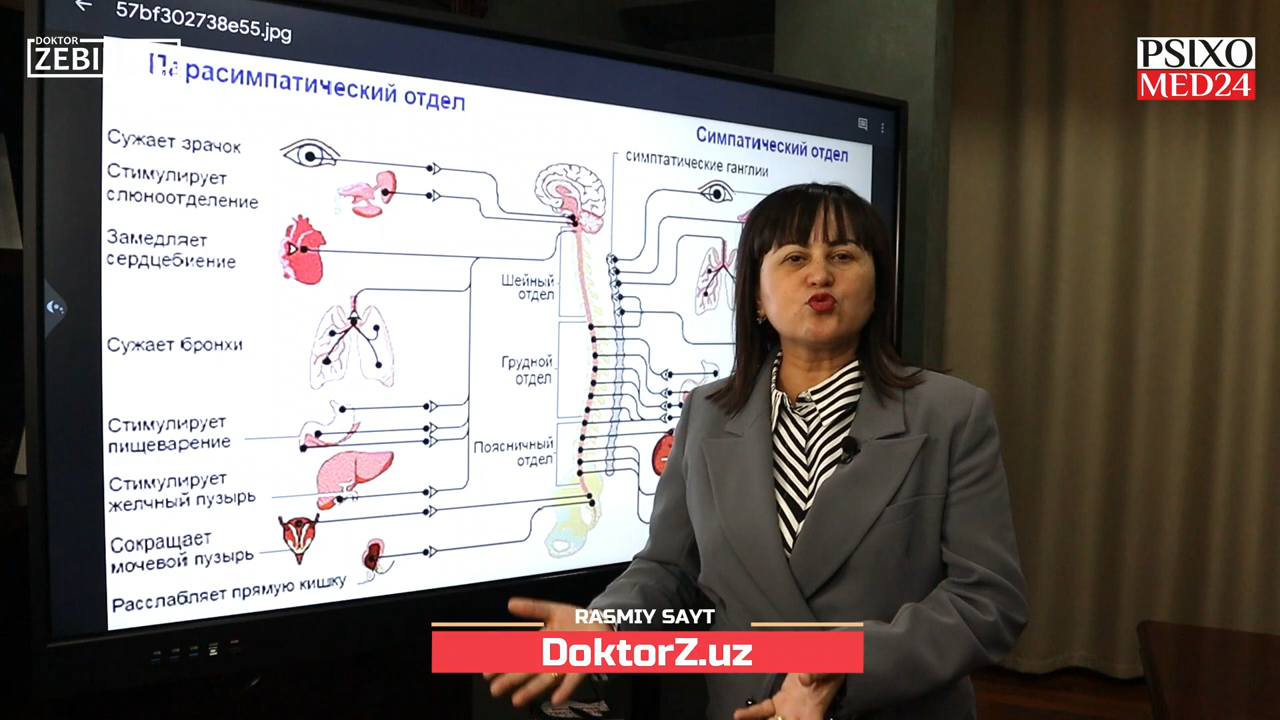 57bf302738e55.jpg
DOKTOR
ZEBI
PSIXO
MED24
Парасимпатический отдел
Симпатический отдел
симптатические ганглии
Сужает зрачок
Стимулирует
слюноотделение
Замедляет
сердцебиение
Шейный
отдел
Сужает бронхи
Грудной
отдел
Стимулирует
пищеварение
Поясничный
отдел
Стимулирует
желчный пузырь
Сокращает
мочевой пузырь
Расслабляет прямую кишку
RASMIY SAYT
DoktorZ.uz